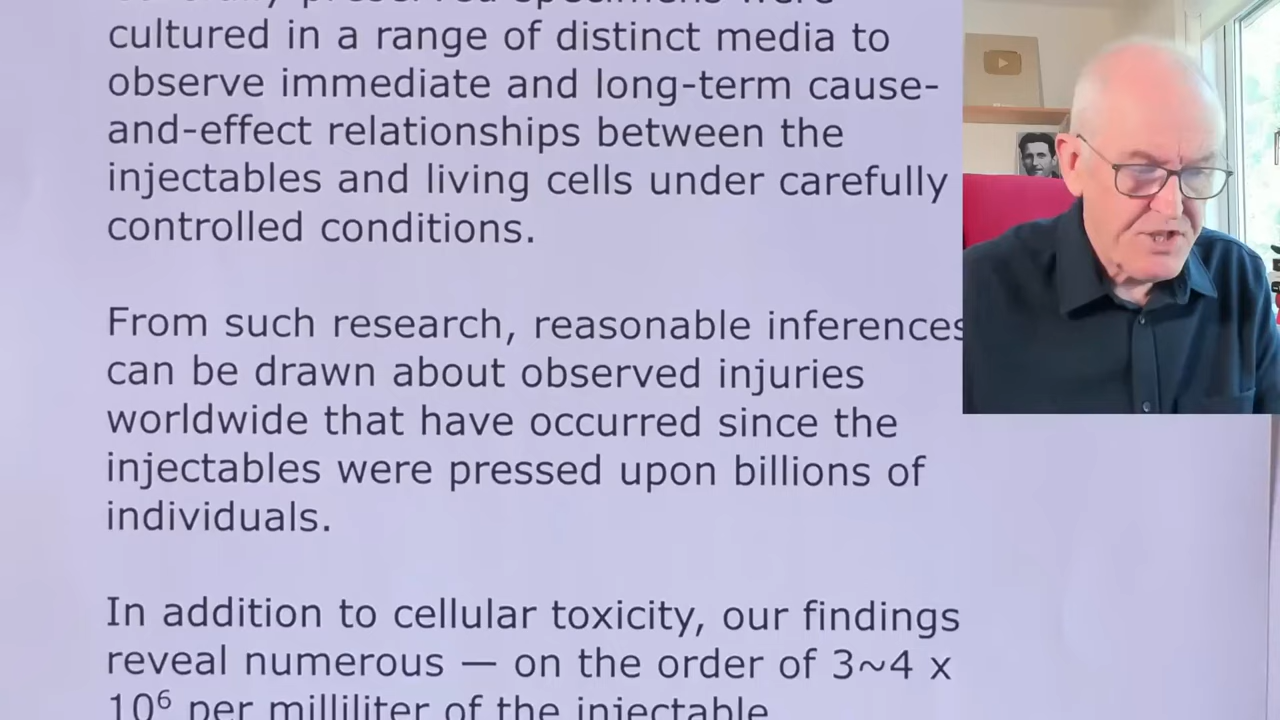 specimens were
cultured in a range of distinct media to
observe immediate and long-term cause-
and-effect relationships between the
injectables and living cells under carefully
controlled conditions.
From such research, reasonable inferences
can be drawn about observed injuries
worldwide that have occurred since the
injectables were pressed upon billions of
individuals.
In addition to cellular toxicity, our findings
reveal numerous — on the order of 3~4 x
10⁶ per milliliter of the injectable